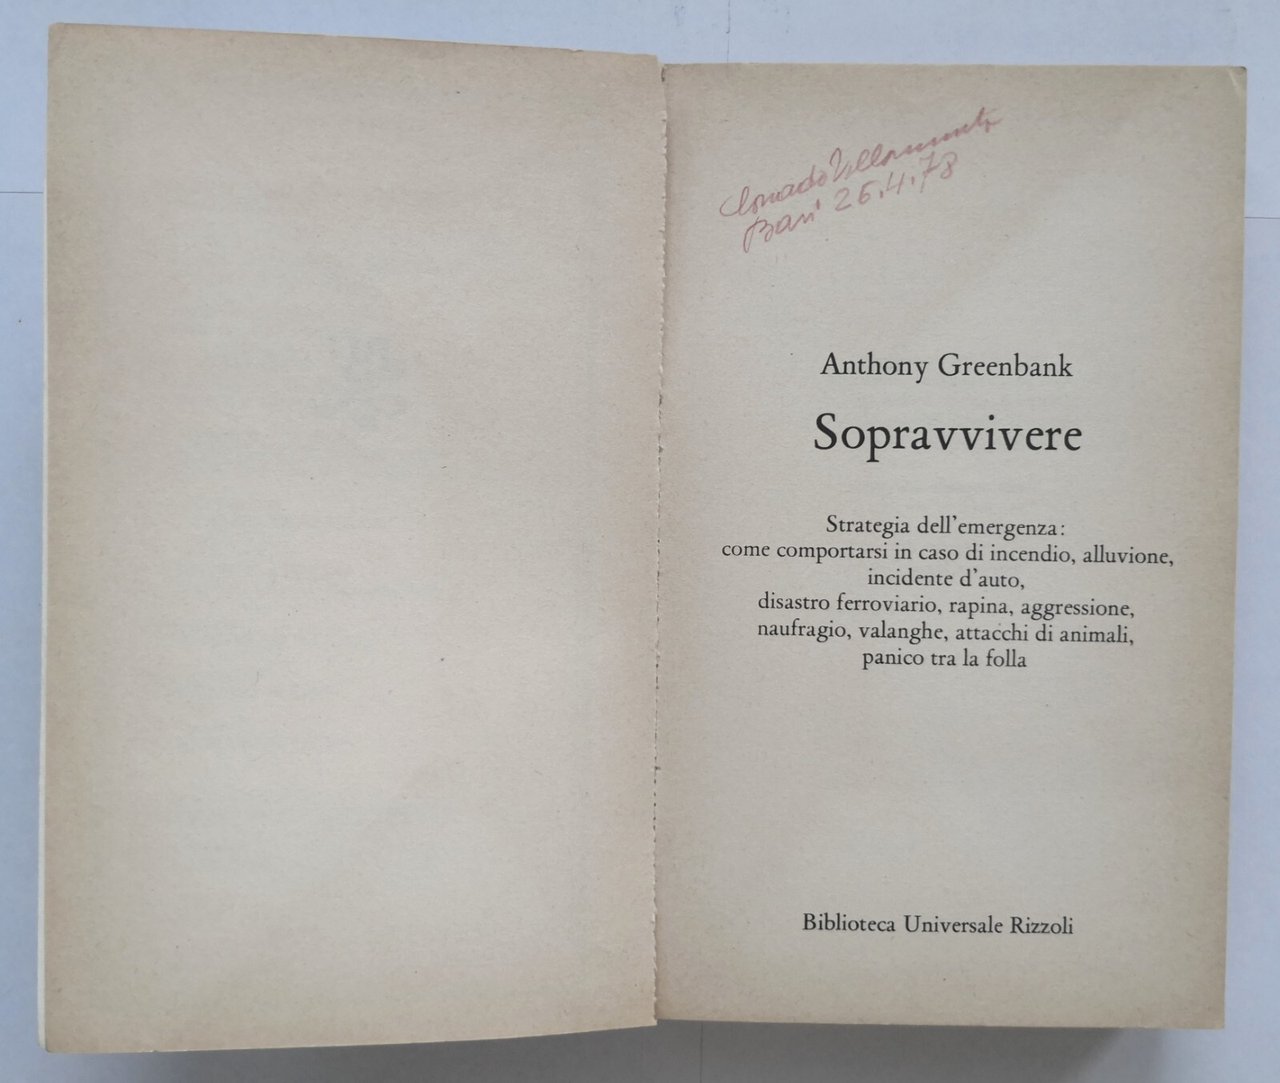 Corrado
Bari 26.4.78
Anthony Greenbank
Sopravvivere
Strategia dell'emergenza:
come comportarsi in caso di incendio, alluvione,
incidente d'auto,
disastro ferroviario, rapina, aggressione,
naufragio, valanghe, attacchi di animali,
panico tra la folla
Biblioteca Universale Rizzoli